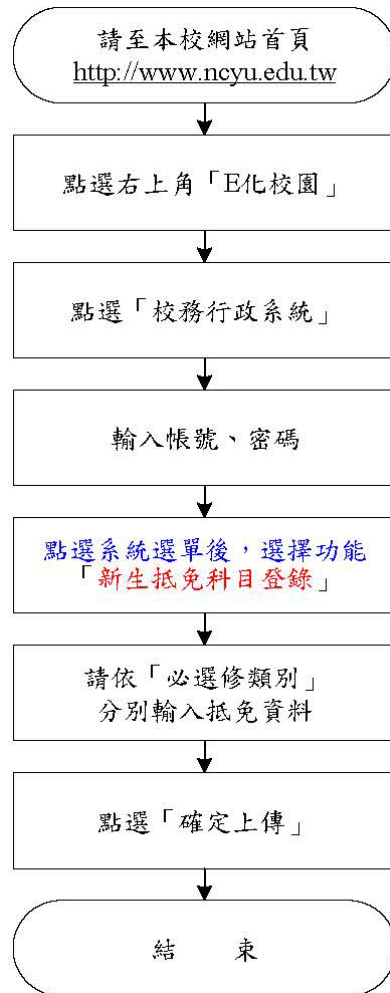 請至本校網站首頁
http://www.ncyu.edu.tw
點選右上角「E化校園」
點選「校務行政系統」
輸入帳號、密碼
點選系統選單後，選擇功能
「新生抵免科目登錄」
請依「必選修類別」
分別輸入抵免資料
點選「確定上傳」
結　　束